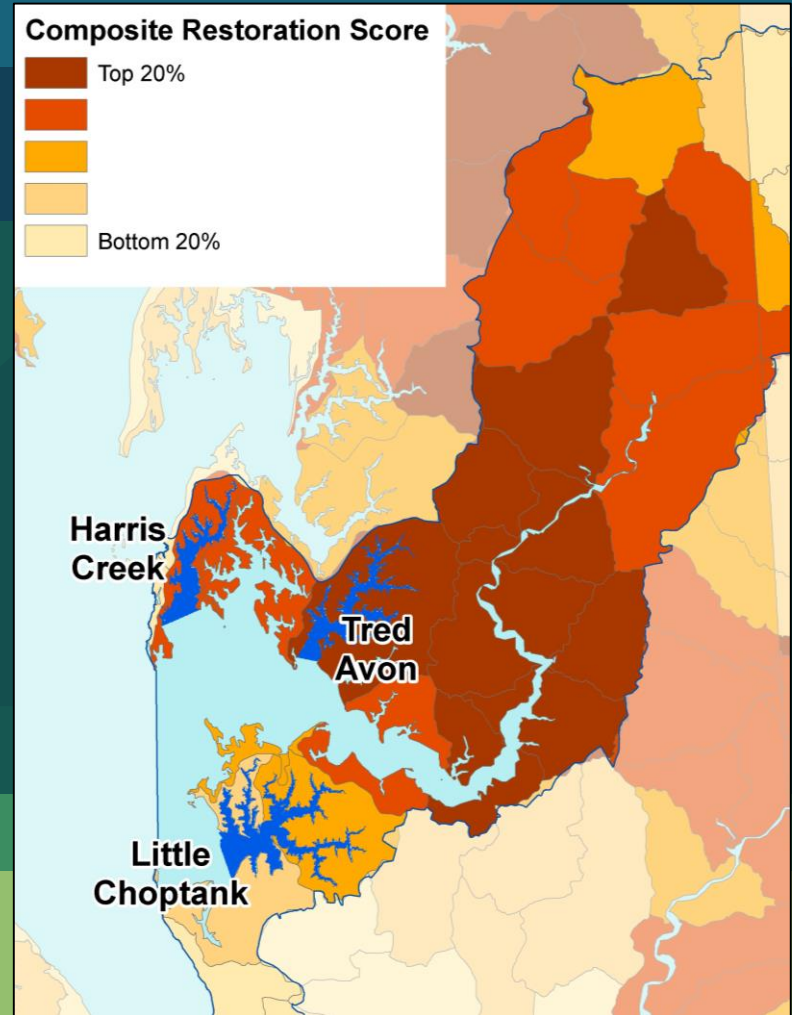 Composite Restoration Score
Top 20%
Bottom 20%
Harris
Creek
Tred
Avon
Little
Choptank